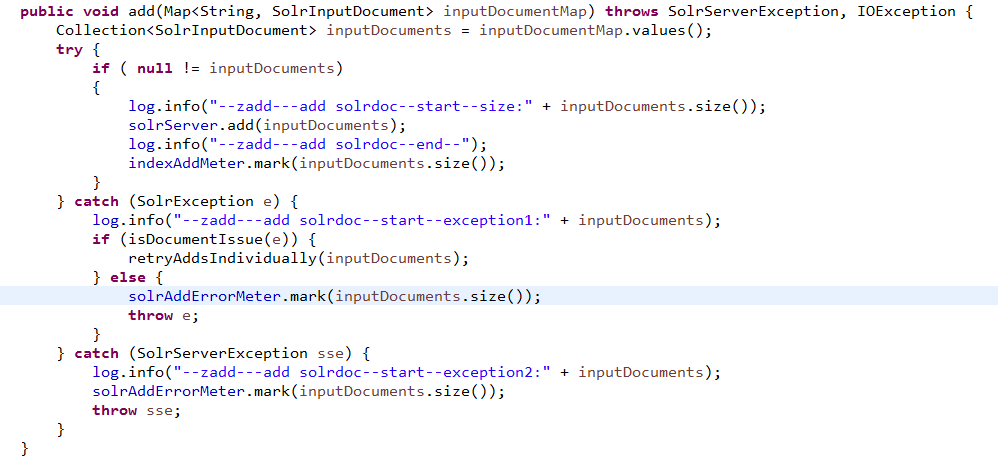 public void add(Map<String, SolrInputDocument> inputDocumentMap) throws SolrServerException, IOException {
    Collection<SolrInputDocument> inputDocuments = inputDocumentMap.values();
    try {
        if ( null != inputDocuments)
        {
            log.info("--zadd---add solrdoc--start--size:" + inputDocuments.size());
            solrServer.add(inputDocuments);
            log.info("--zadd---add solrdoc--end--");
            indexAddMeter.mark(inputDocuments.size());
        }
    } catch (SolrException e) {
        log.info("--zadd---add solrdoc--start--exception1:" + inputDocuments);
        if (isDocumentIssue(e)) {
            retryAddsIndividually(inputDocuments);
        } else {
            solrAddErrorMeter.mark(inputDocuments.size());
            throw e;
        }
    } catch (SolrServerException sse) {
        log.info("--zadd---add solrdoc--start--exception2:" + inputDocuments);
        solrAddErrorMeter.mark(inputDocuments.size());
        throw sse;
    }
}